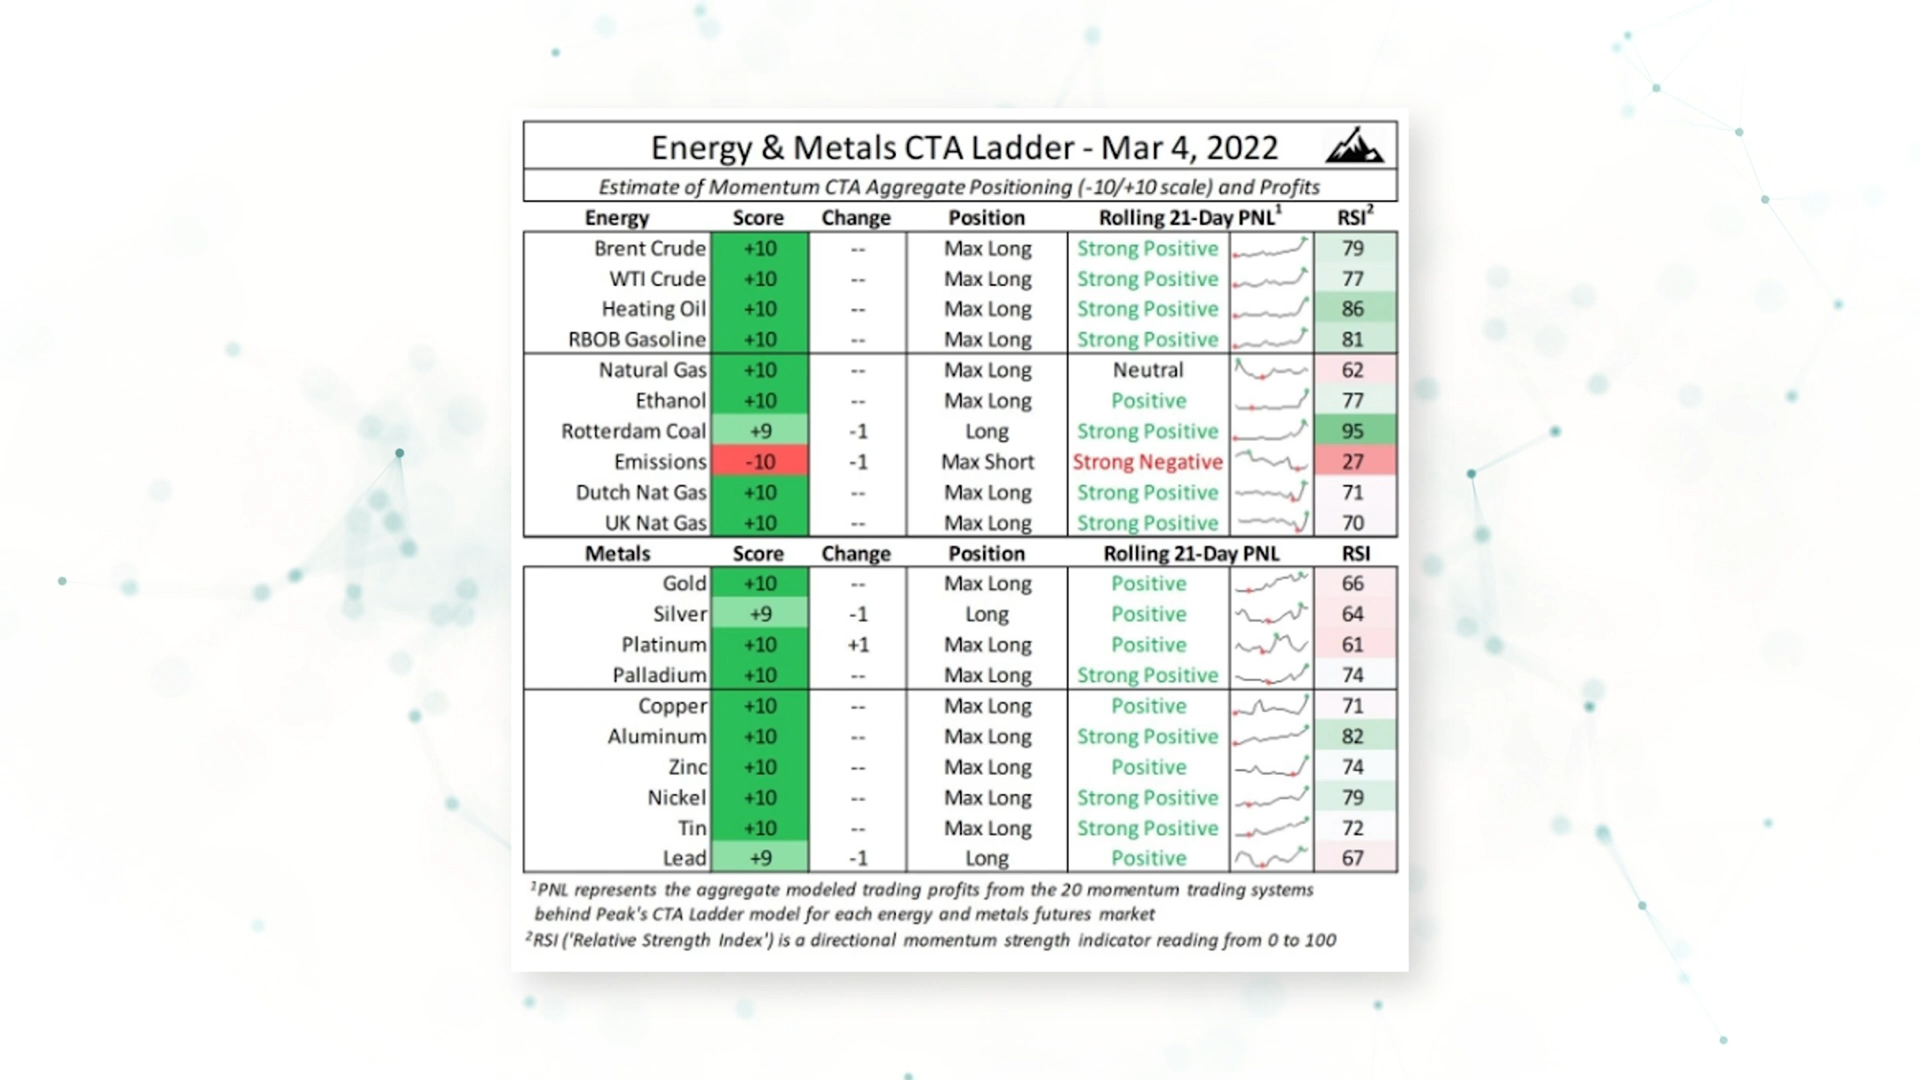 Energy & Metals CTA Ladder - Mar 4, 2022
Estimate of Momentum CTA Aggregate Positioning (-10/+10 scale) and Profits
Energy Score Change Position Rolling 21-Day PNL¹ RSI²
Brent Crude +10 -- Max Long Strong Positive 79
WTI Crude +10 -- Max Long Strong Positive 77
Heating Oil +10 -- Max Long Strong Positive 86
RBOB Gasoline +10 -- Max Long Strong Positive 81
Natural Gas +10 -- Max Long Neutral 62
Ethanol +10 -- Max Long Positive 77
Rotterdam Coal +9 -1 Long Strong Positive 95
Emissions -10 -1 Max Short Strong Negative 27
Dutch Nat Gas +10 -- Max Long Strong Positive 71
UK Nat Gas +10 -- Max Long Strong Positive 70
Metals Score Change Position Rolling 21-Day PNL RSI
Gold +10 -- Max Long Positive 66
Silver +9 -1 Long Positive 64
Platinum +10 +1 Max Long Positive 61
Palladium +10 -- Max Long Strong Positive 74
Copper +10 -- Max Long Positive 71
Aluminum +10 -- Max Long Strong Positive 82
Zinc +10 -- Max Long Positive 74
Nickel +10 -- Max Long Strong Positive 79
Tin +10 -- Max Long Strong Positive 72
Lead +9 -1 Long Positive 67
¹PNL represents the aggregate modeled trading profits from the 20 momentum trading systems
behind Peak's CTA Ladder model for each energy and metals futures market
²RSI ('Relative Strength Index') is a directional momentum strength indicator reading from 0 to 100